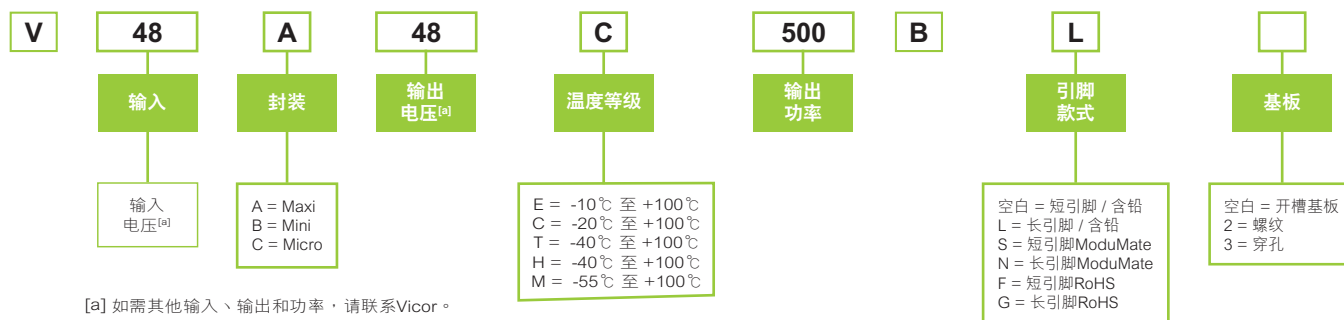 V 48 A 48 C 500 B L
输入
封装
输出
电压[a]
温度等级
输出
功率
引脚
款式
基板
输入
电压[a]
A = Maxi
B = Mini
C = Micro
E = -10℃ 至 +100℃
C = -20℃ 至 +100℃
T = -40℃ 至 +100℃
H = -40℃ 至 +100℃
M = -55℃ 至 +100℃
空白 = 短引脚 / 含铅
L = 长引脚 / 含铅
S = 短引脚ModuMate
N = 长引脚ModuMate
F = 短引脚RoHS
G = 长引脚RoHS
空白 = 开槽基板
2 = 螺纹
3 = 穿孔
[a] 如需其他输入、输出和功率，请联系Vicor。